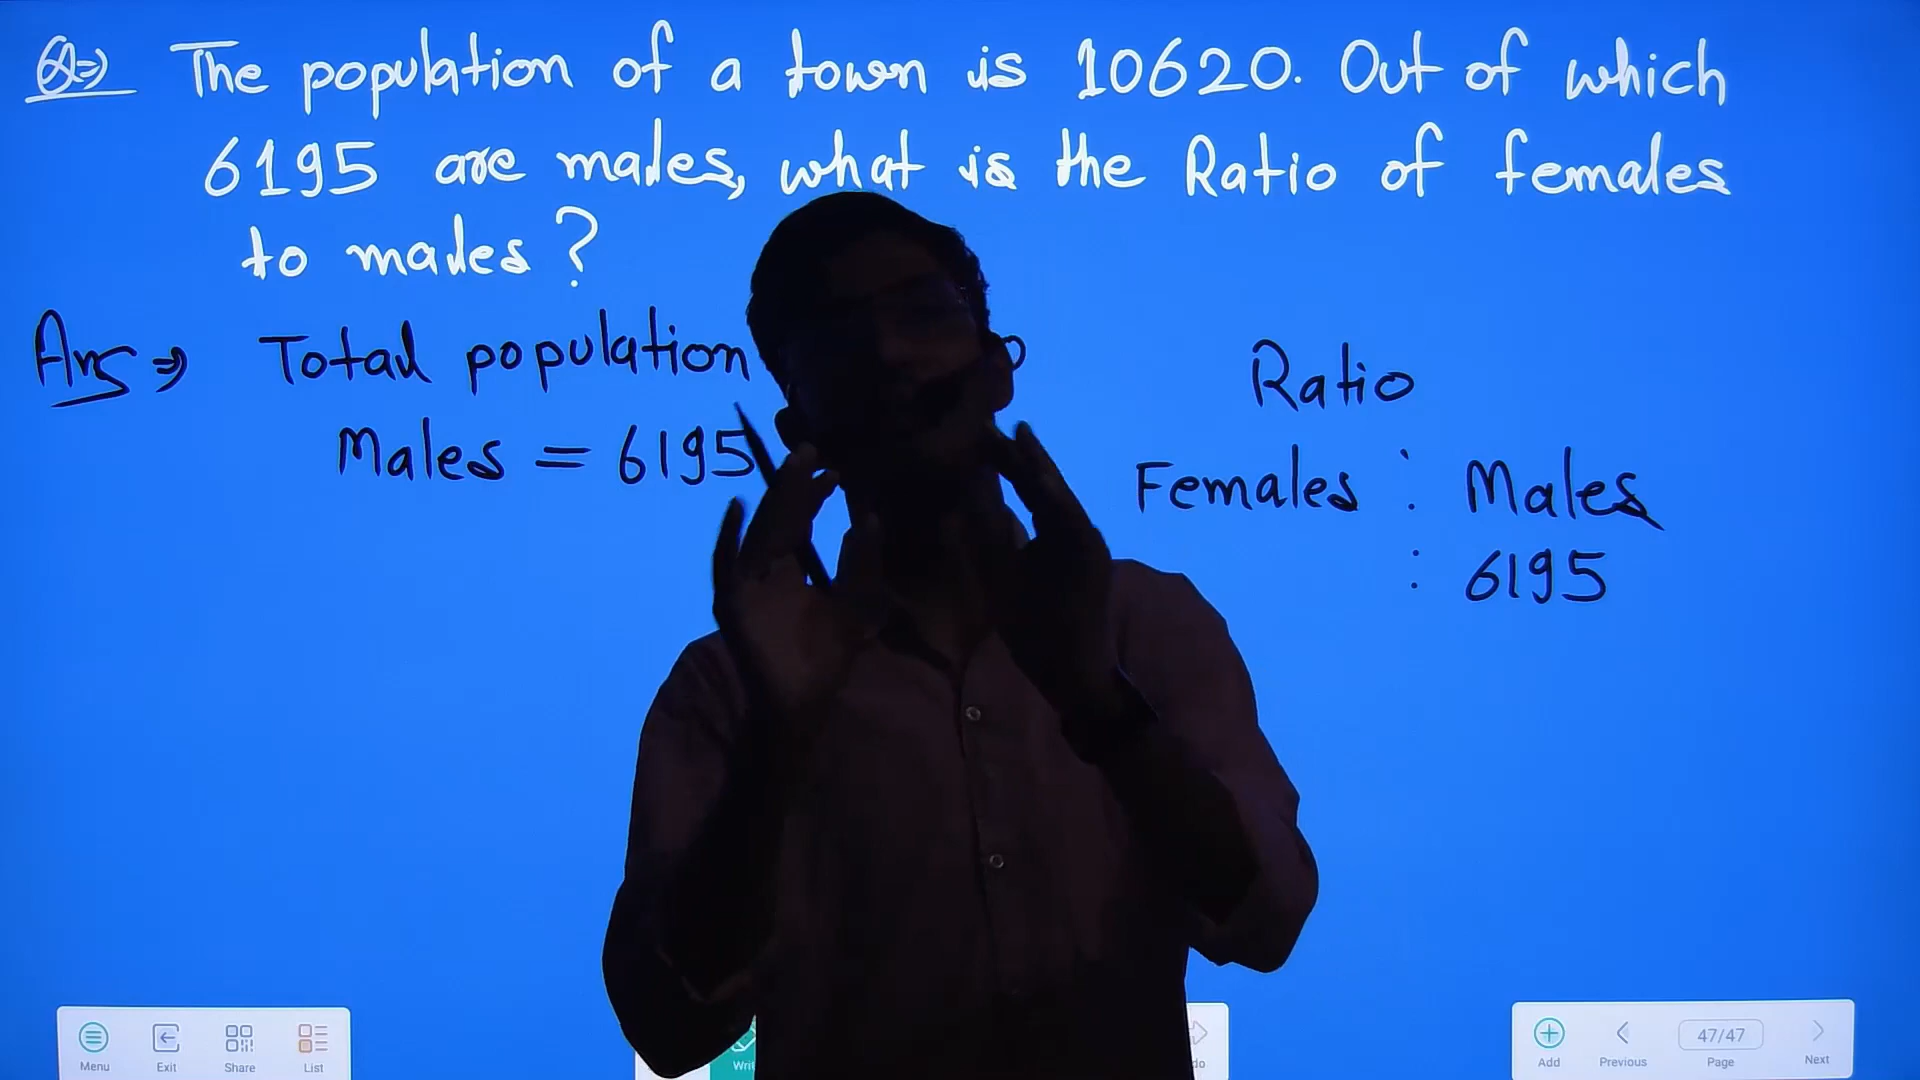 Q⇒ The population of a town is 10620. Out of which
6195 are males, what is the Ratio of females
to males?
Ans ⇒ Total population
Males = 6195
Ratio
Females : Males
: 6195
Menu
Exit
Share
List
Add
Previous
47/47
Page
Next